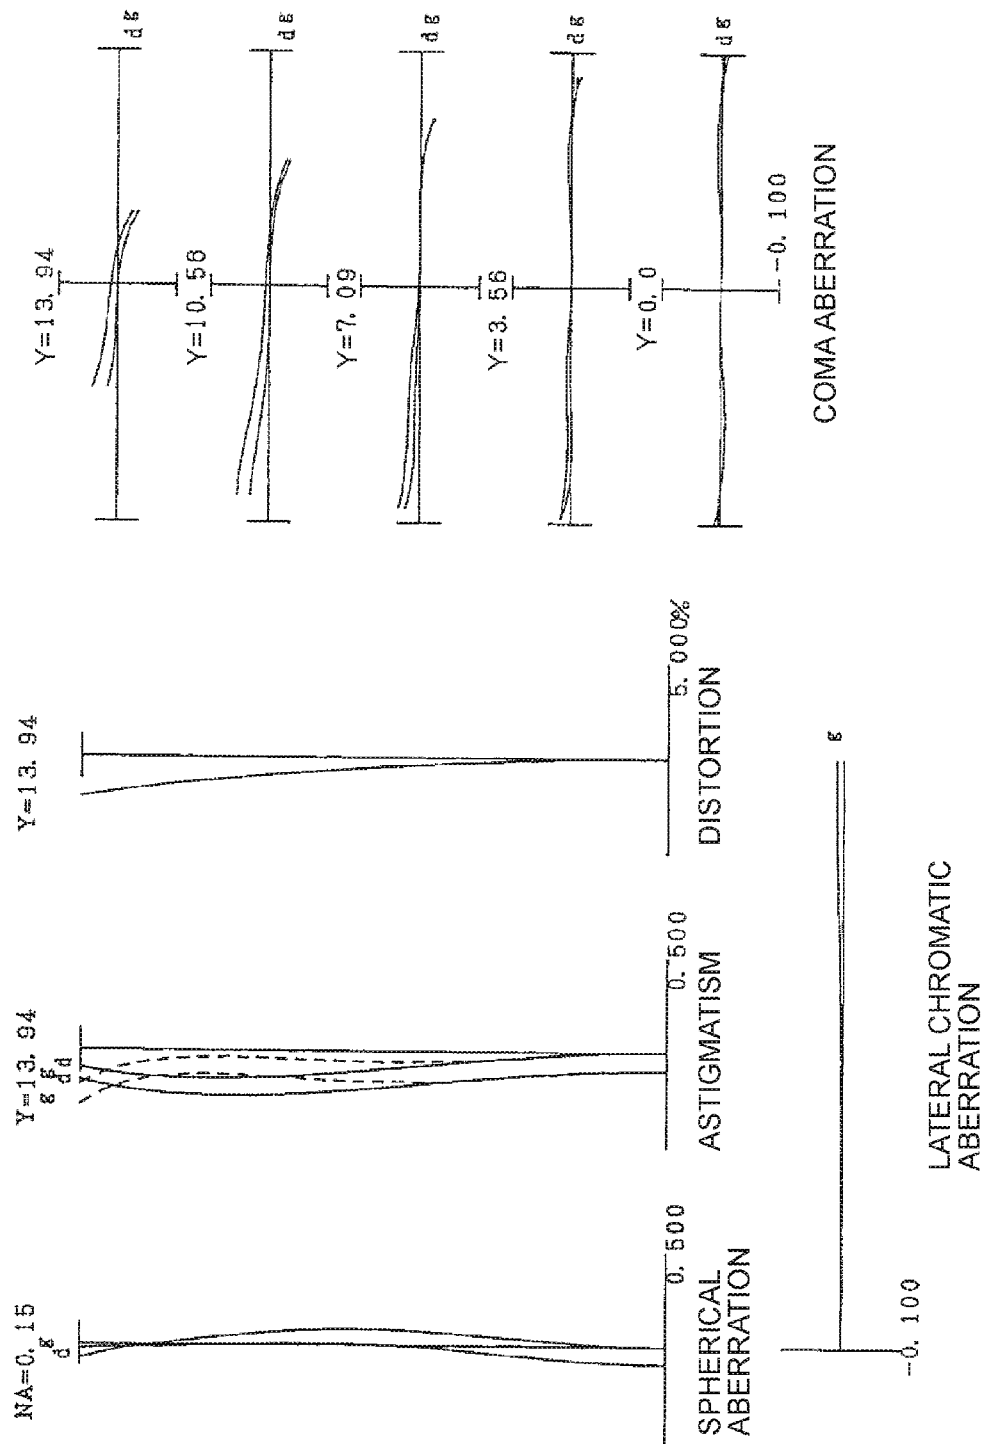 NA=0. 15
g
d
0. 500
SPHERICAL
ABERRATION
Y=13. 94
g g
d d
0. 500
ASTIGMATISM
Y=13. 94
5. 000%
DISTORTION
Y=13. 94
d g
Y=10. 58
d g
Y=7. 09
d g
Y=3. 56
d g
Y=0. 0
d g
-0. 100
COMA ABERRATION
g
-0. 100
LATERAL CHROMATIC
ABERRATION